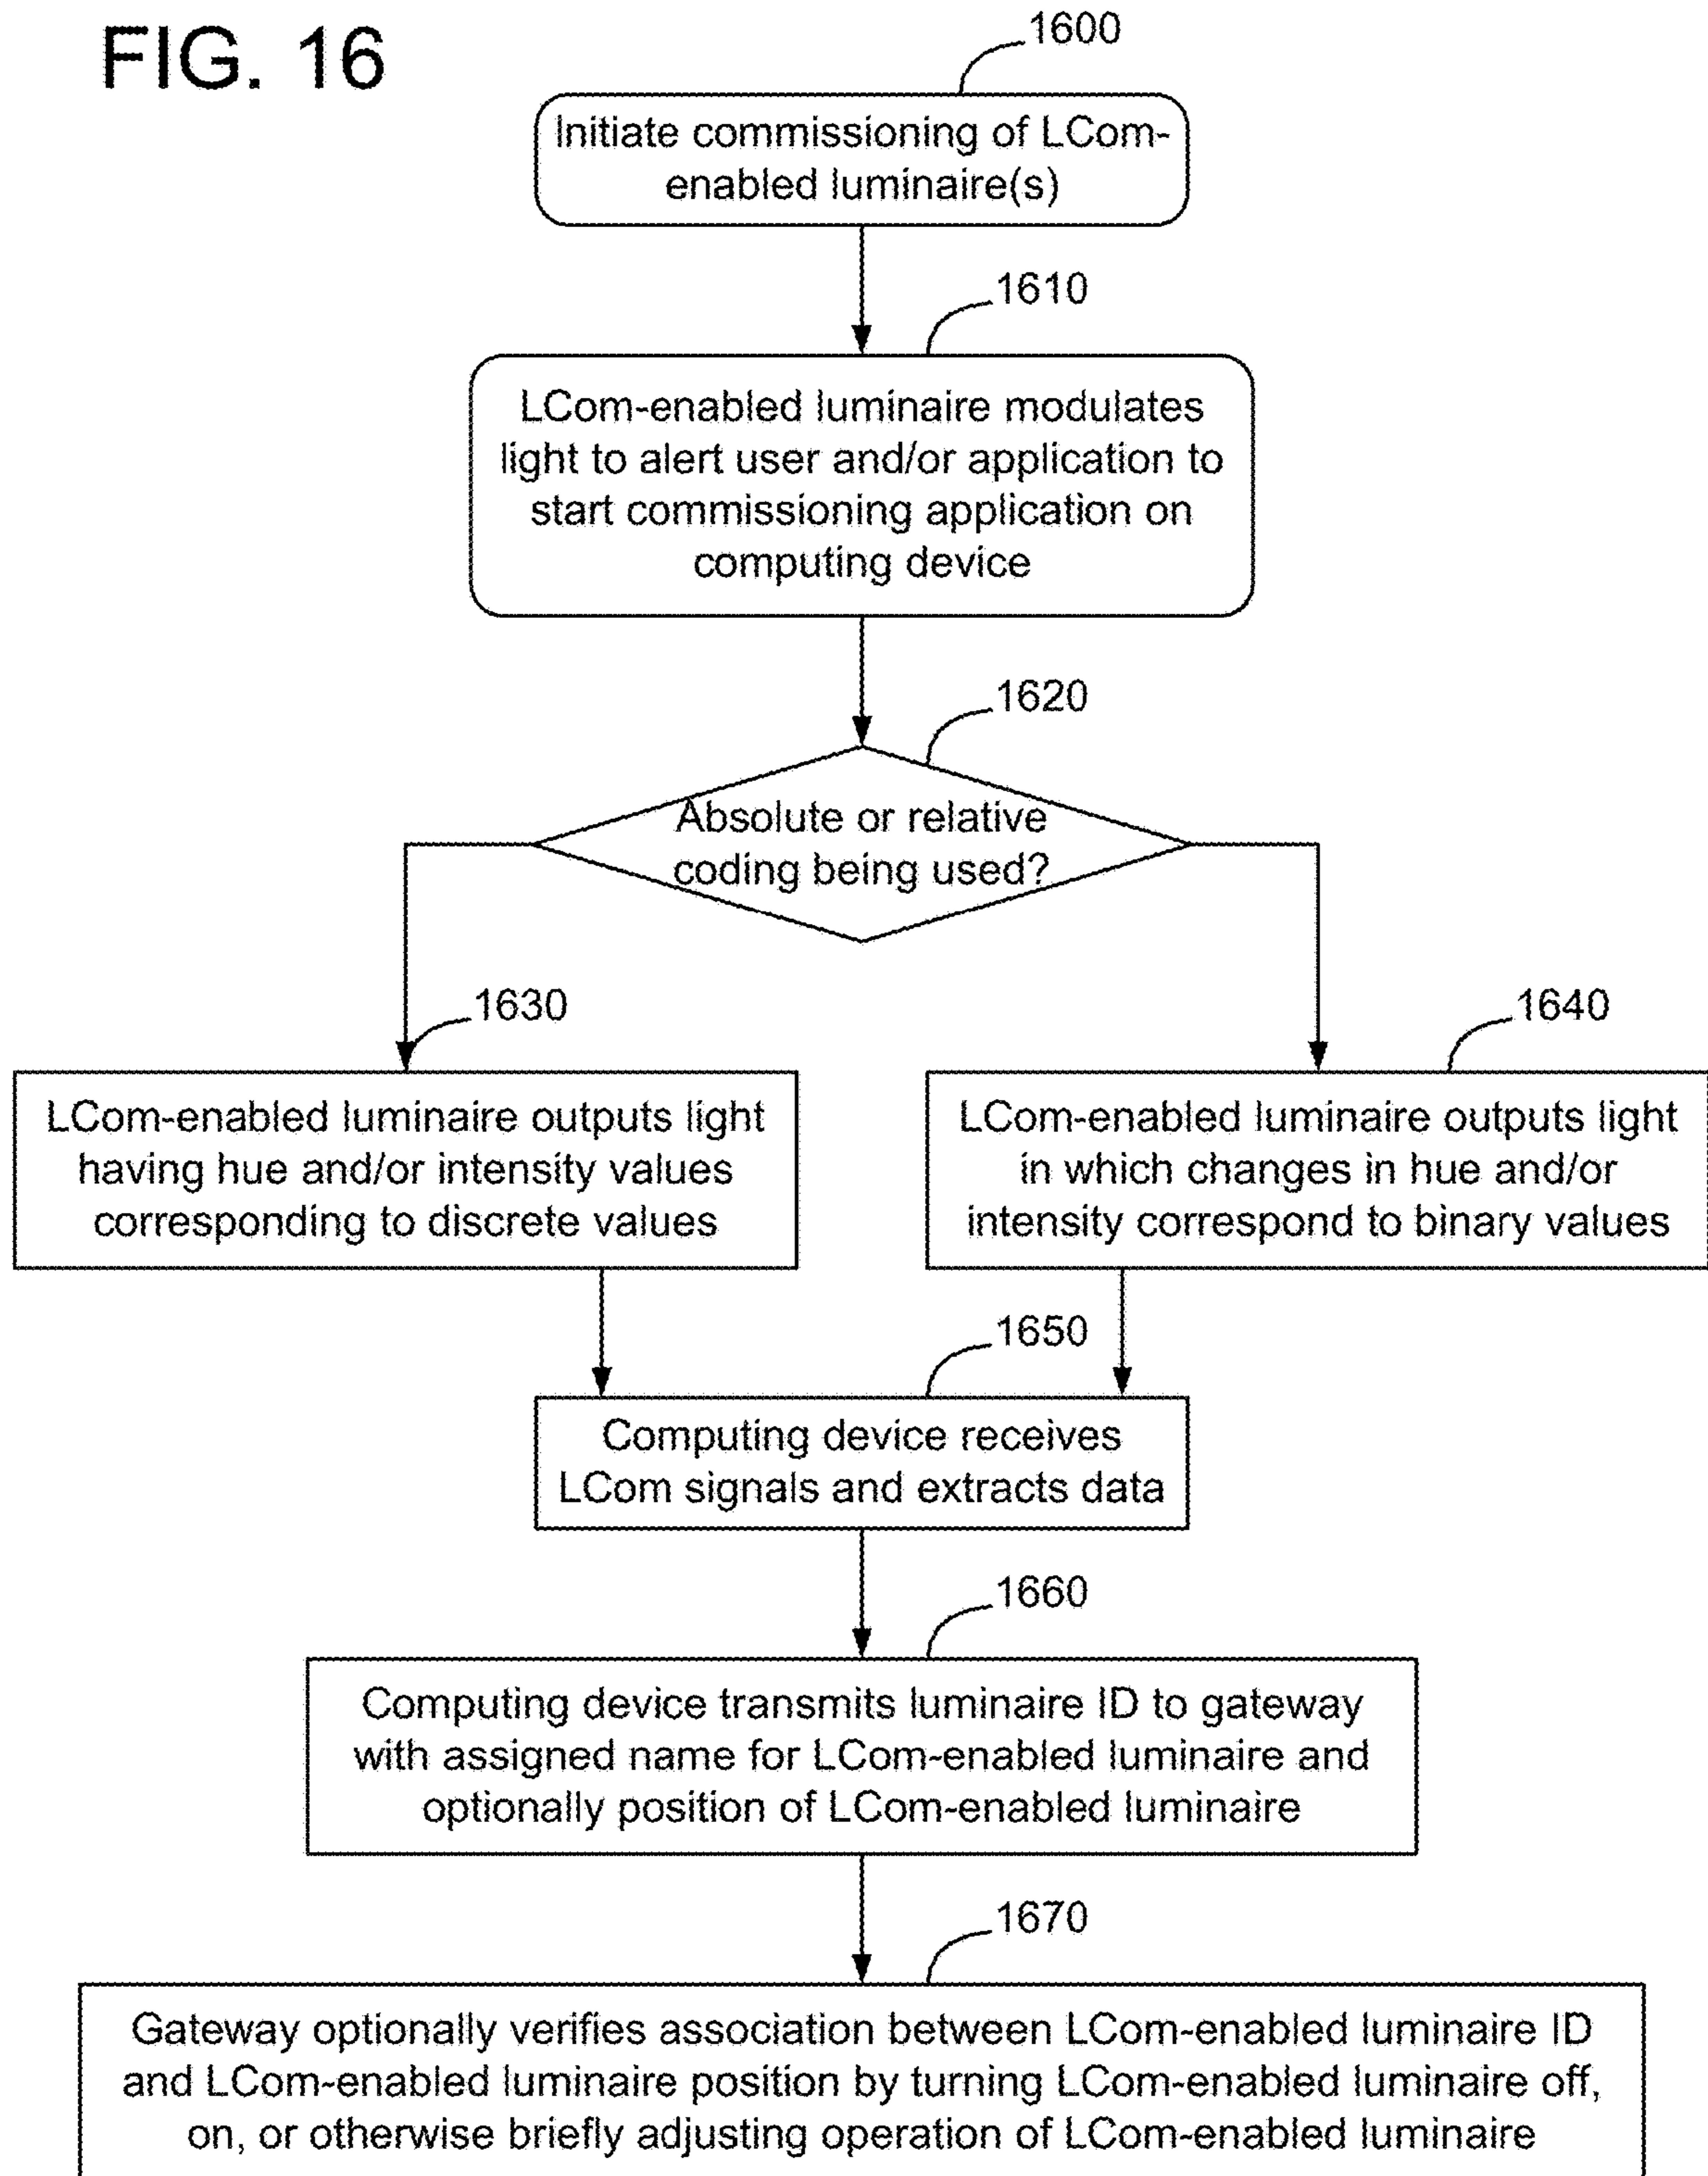 FIG. 16
1600
Initiate commissioning of LCom-
enabled luminaire(s)
1610
LCom-enabled luminaire modulates
light to alert user and/or application to
start commissioning application on
computing device
1620
Absolute or relative
coding being used?
1630
LCom-enabled luminaire outputs light
having hue and/or intensity values
corresponding to discrete values
1640
LCom-enabled luminaire outputs light
in which changes in hue and/or
intensity correspond to binary values
1650
Computing device receives
LCom signals and extracts data
1660
Computing device transmits luminaire ID to gateway
with assigned name for LCom-enabled luminaire and
optionally position of LCom-enabled luminaire
1670
Gateway optionally verifies association between LCom-enabled luminaire ID
and LCom-enabled luminaire position by turning LCom-enabled luminaire off,
on, or otherwise briefly adjusting operation of LCom-enabled luminaire